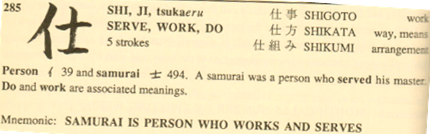 285
仕
SHI, JI, tsukaeru
SERVE, WORK, DO
5 strokes
仕事 SHIGOTO work
仕方 SHIKATA way, means
仕組み SHIKUMI arrangement
Person イ 39 and samurai 士 494. A samurai was a person who served his master.
Do and work are associated meanings.
Mnemonic: SAMURAI IS PERSON WHO WORKS AND SERVES